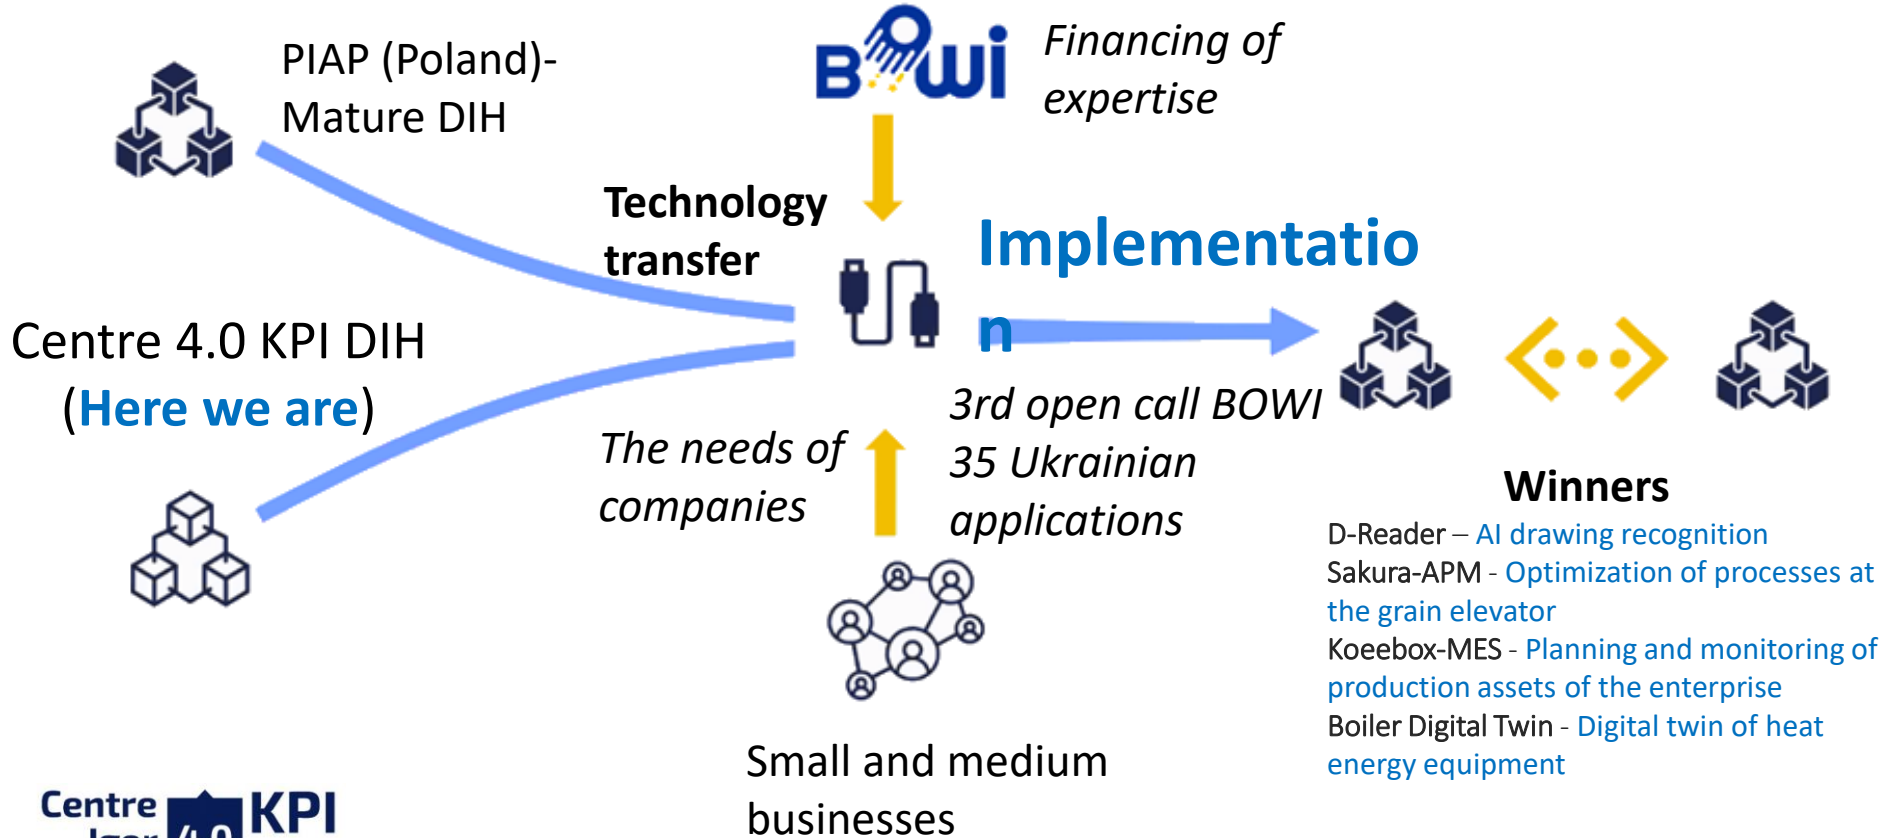 PIAP (Poland)-
Mature DIH
BOWI
Financing of
expertise
Technology
transfer
Implementatio
n
Centre 4.0 KPI DIH
(Here we are)
The needs of
companies
3rd open call BOWI
35 Ukrainian
applications
Winners
D-Reader – AI drawing recognition
Sakura-APM - Optimization of processes at
the grain elevator
Koeebox-MES - Planning and monitoring of
production assets of the enterprise
Boiler Digital Twin - Digital twin of heat
energy equipment
Small and medium
businesses
Centre
Igor 4.0 KPI